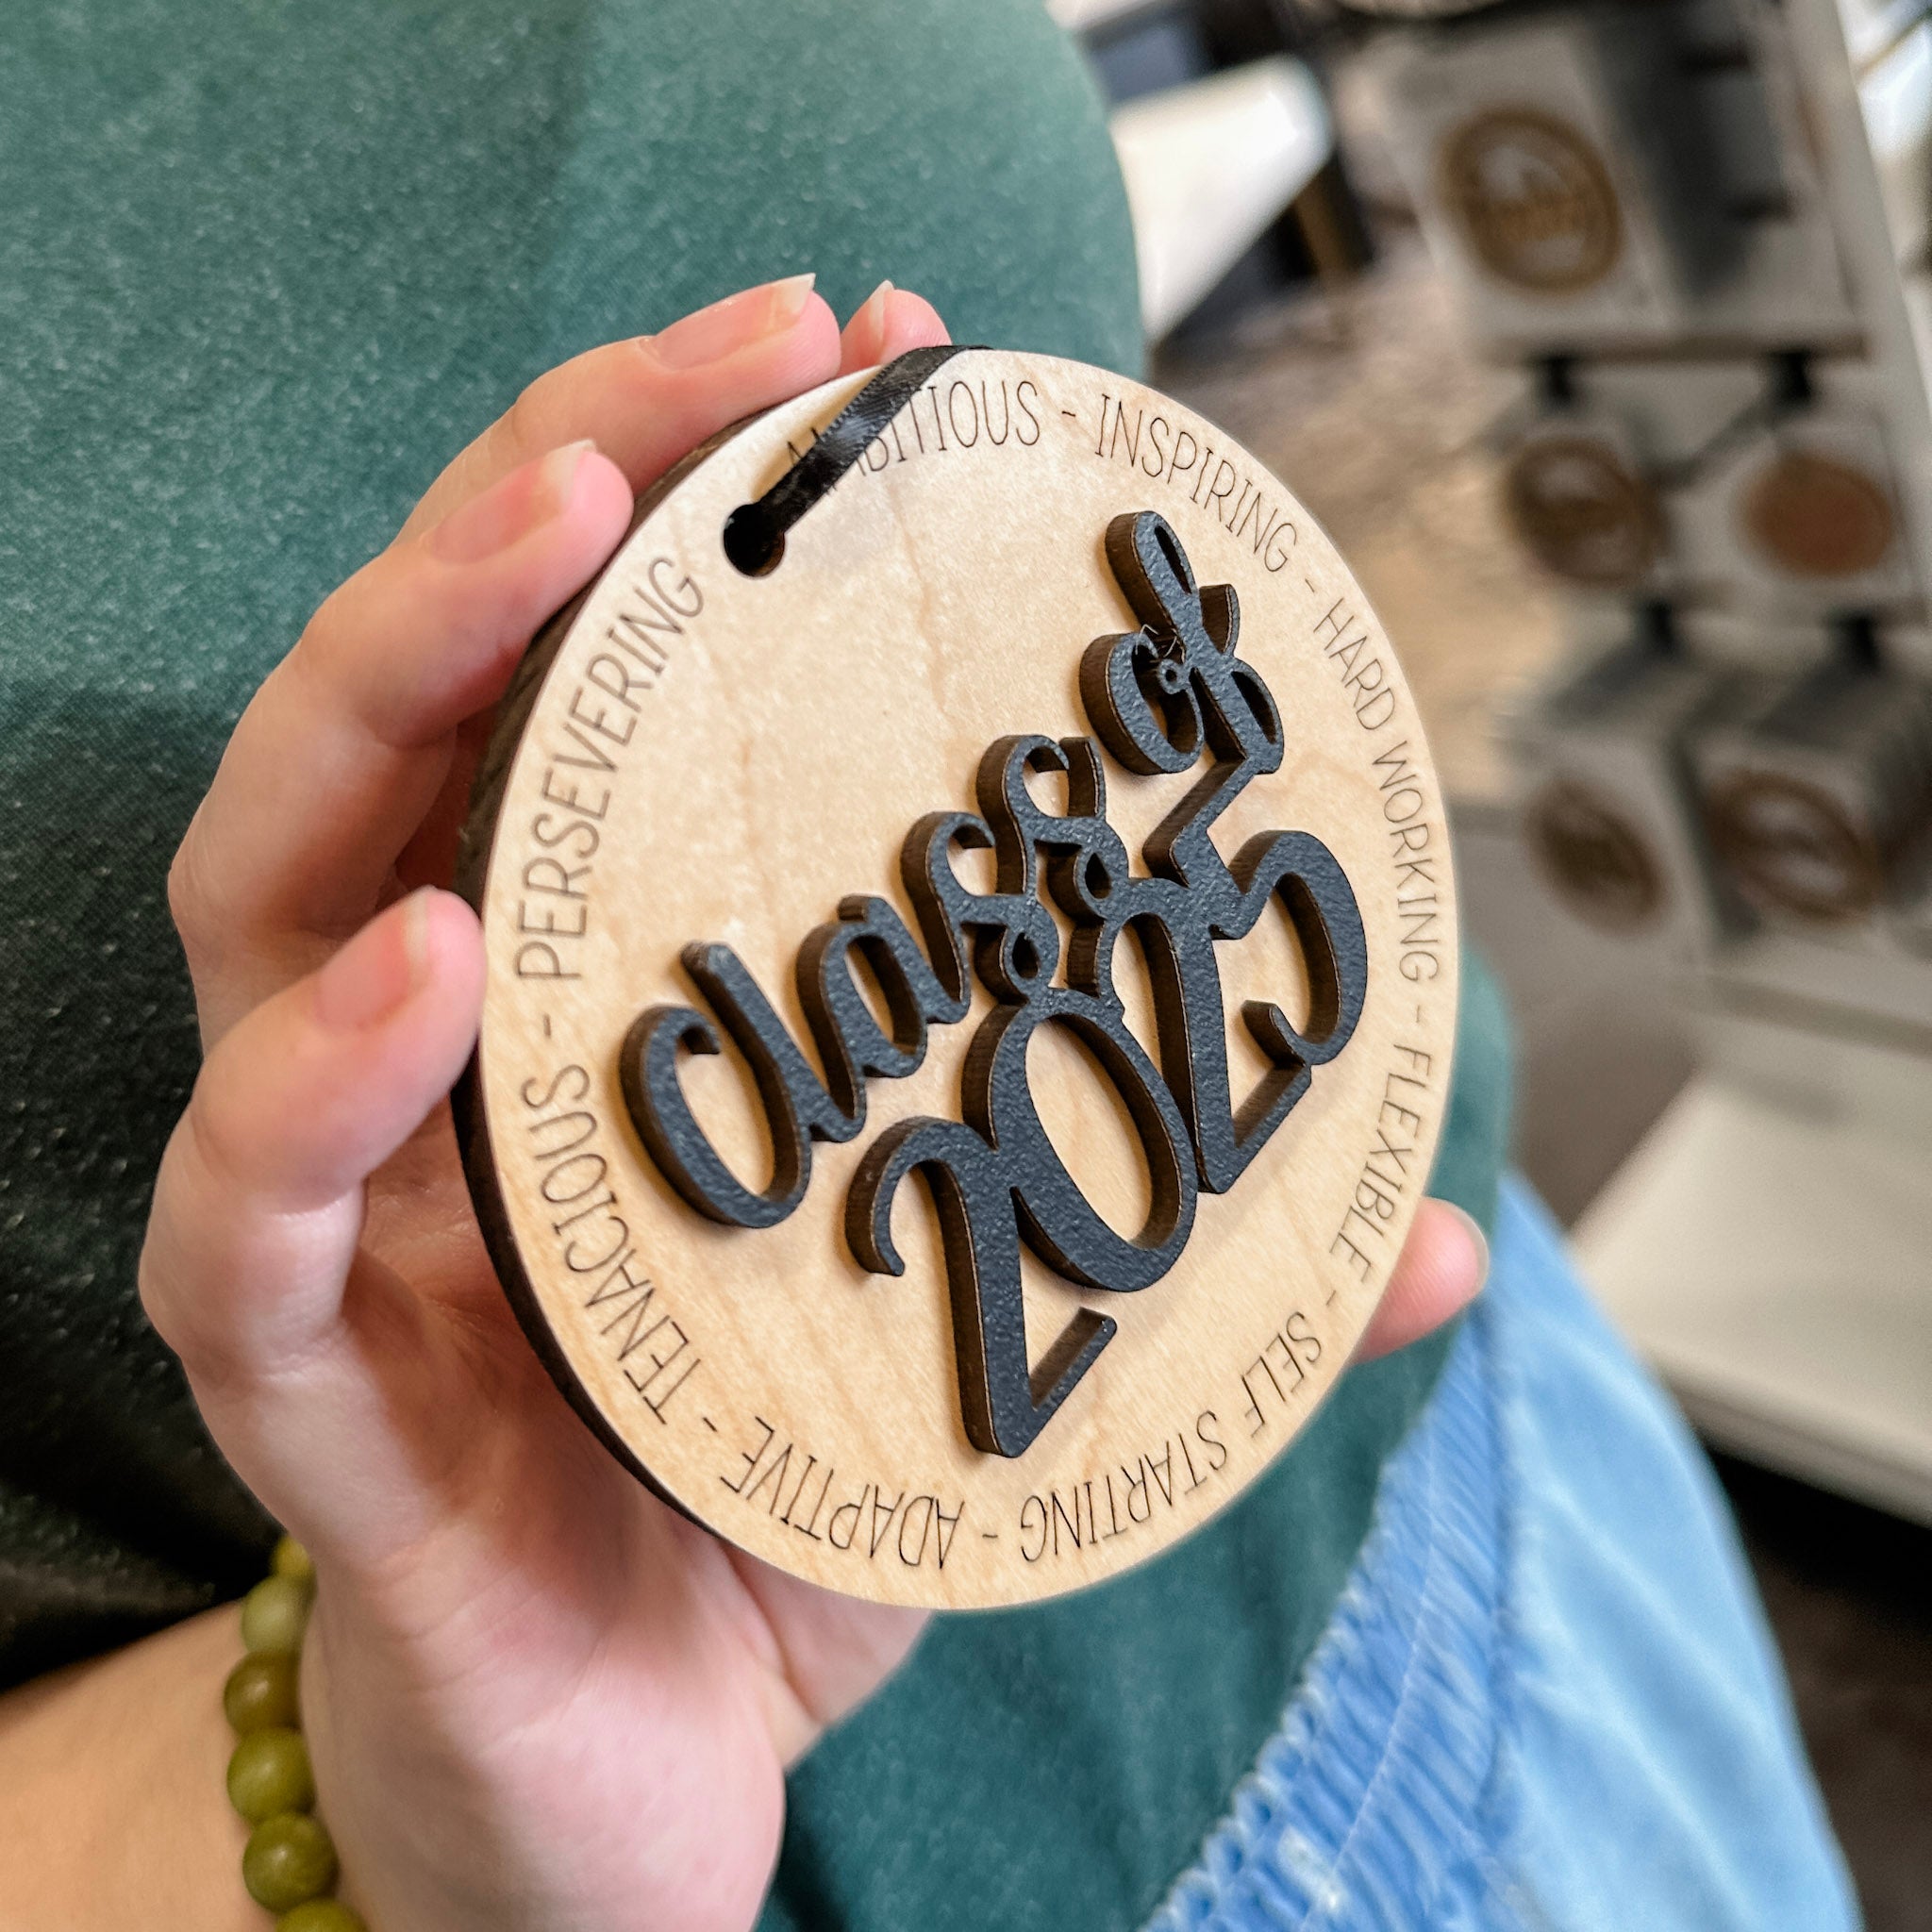 class of
2025
AMBITIOUS - INSPIRING - HARD WORKING - FLEXIBLE - SELF STARTING - ADAPTIVE - TENACIOUS - PERSEVERING